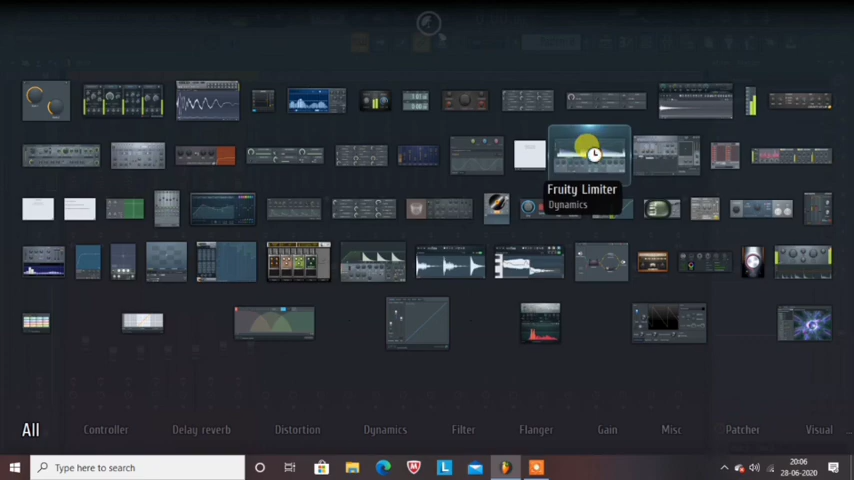 Fruity Limiter
Dynamics
All
Controller
Delay reverb
Distortion
Dynamics
Filter
Flanger
Gain
Misc
Patcher
Visual
...
Type here to search
20:06
28-06-2020